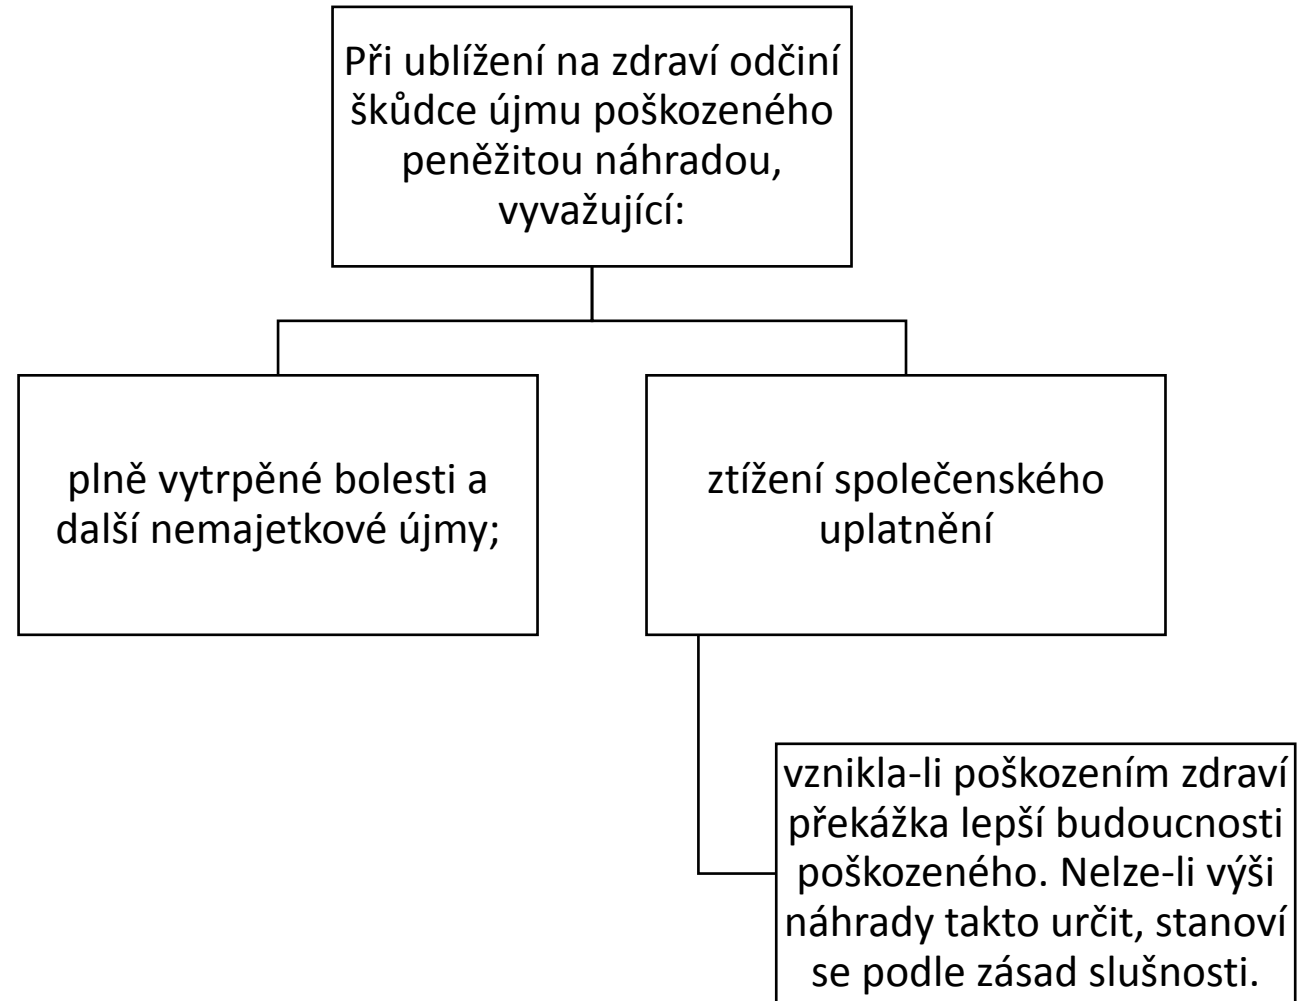 Při ublížení na zdraví odčiní
škůdce újmu poškozeného
peněžitou náhradou,
vyvažující:
plně vytrpěné bolesti a
další nemajetkové újmy;
ztížení společenského
uplatnění
vznikla-li poškozením zdraví
překážka lepší budoucnosti
poškozeného. Nelze-li výši
náhrady takto určit, stanoví
se podle zásad slušnosti.